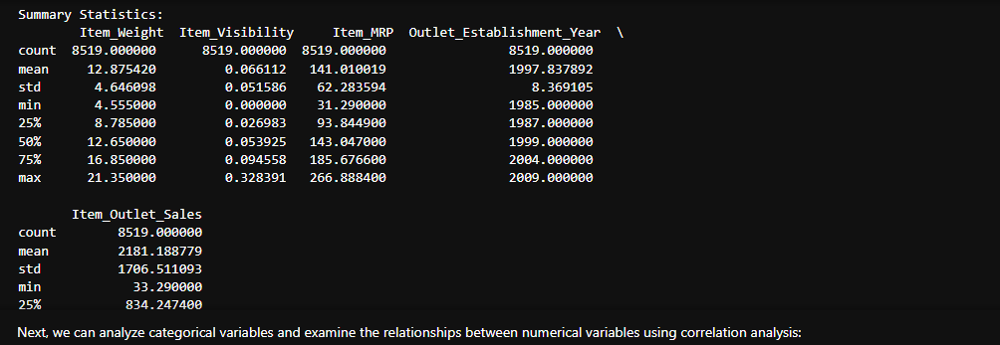 Summary Statistics:
Item_Weight Item_Visibility Item_MRP Outlet_Establishment_Year \
count 8519.000000 8519.000000 8519.000000 8519.000000
mean 12.875420 0.066112 141.010019 1997.837892
std 4.646098 0.051586 62.283594 8.369105
min 4.555000 0.000000 31.290000 1985.000000
25% 8.785000 0.026983 93.844900 1987.000000
50% 12.650000 0.053925 143.047000 1999.000000
75% 16.850000 0.094558 185.676600 2004.000000
max 21.350000 0.328391 266.888400 2009.000000
Item_Outlet_Sales
count 8519.000000
mean 2181.188779
std 1706.511093
min 33.290000
25% 834.247400
Next, we can analyze categorical variables and examine the relationships between numerical variables using correlation analysis: